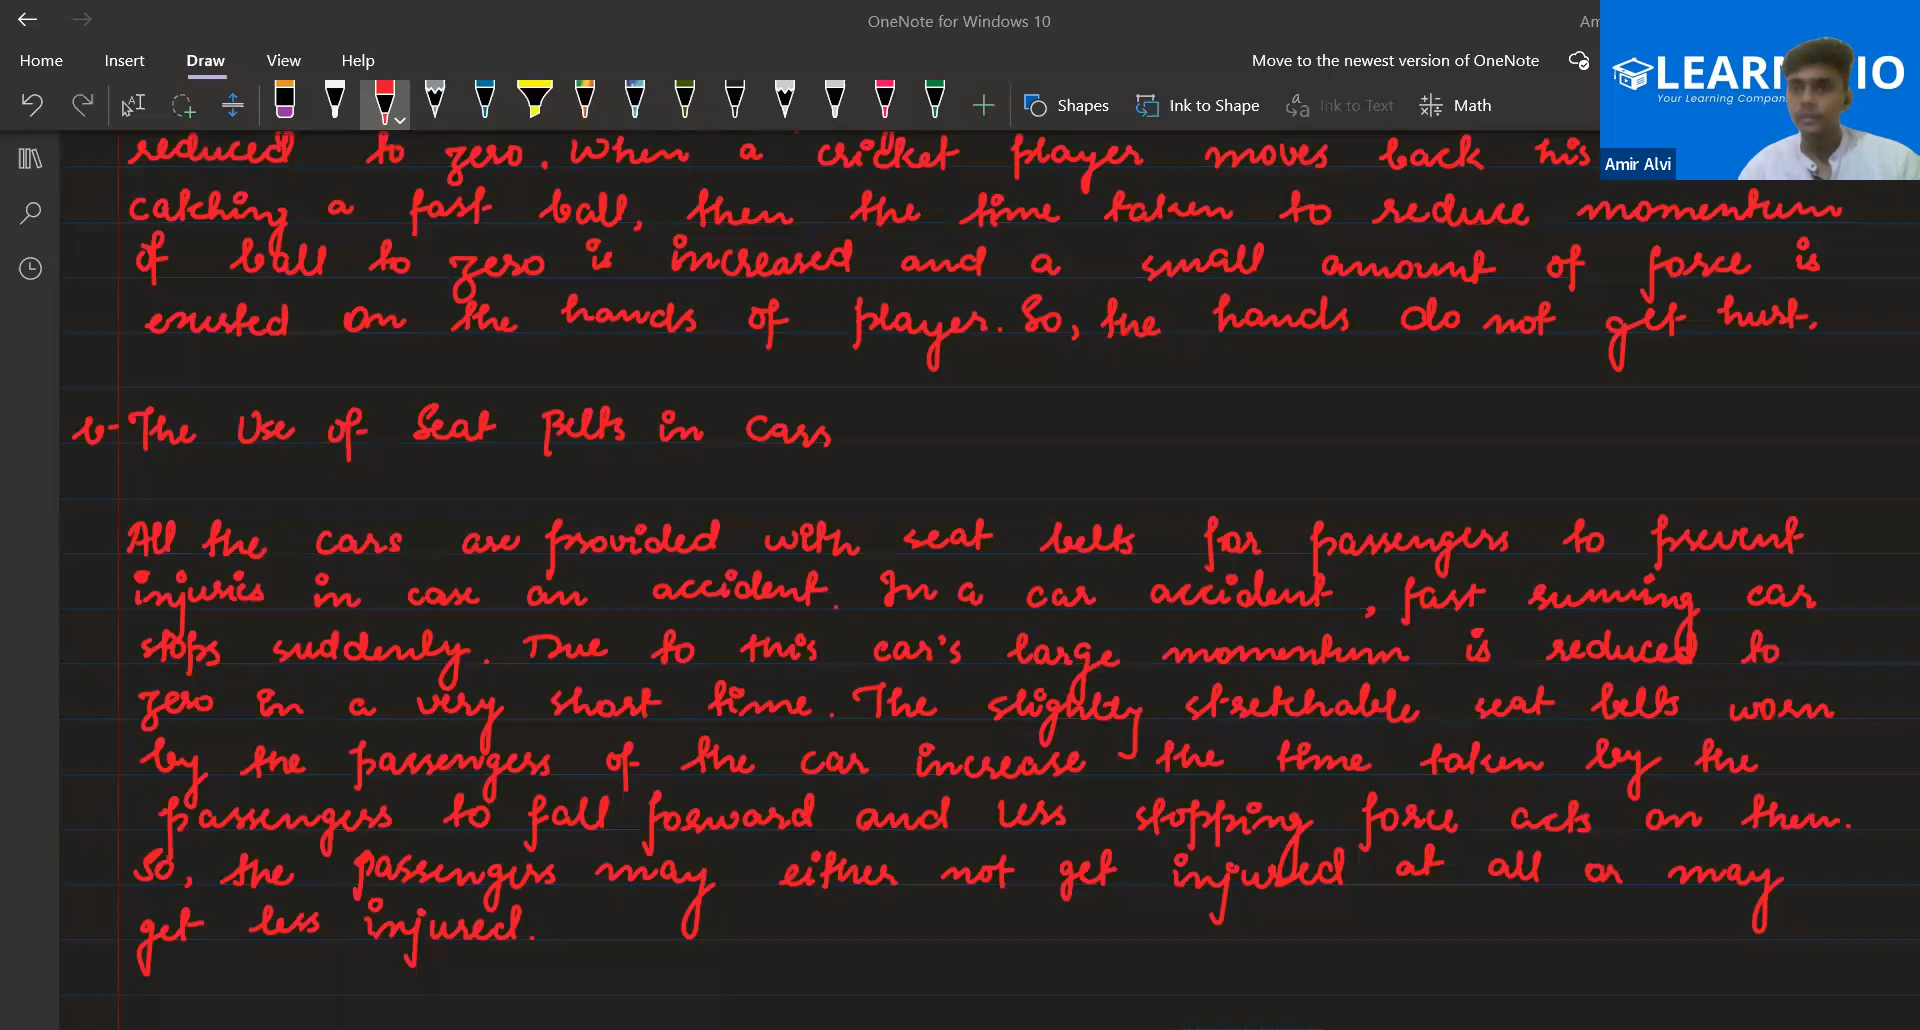 OneNote for Windows 10
Am
Home Insert Draw View Help
Move to the newest version of OneNote
LEARN IO
Your Learning Compan
Shapes Ink to Shape Ink to Text Math
Amir Alvi
reduced to zero. When a cricket player moves back his
catching a fast ball, then the time taken to reduce momentum
of ball to zero is increased and a small amount of force is
exerted on the hands of player. So, the hands do not get hurt.
b- The Use of Seat Belts in Cars
All the cars are provided with seat belts for passengers to prevent
injuries in case an accident. In a car accident, fast running car
stops suddenly. Due to this car's large momentum is reduced to
zero in a very short time. The slightly stretchable seat belts worn
by the passengers of the car increase the time taken by the
passengers to fall forward and less stopping force acts on them.
So, the passengers may either not get injured at all or may
get less injured.